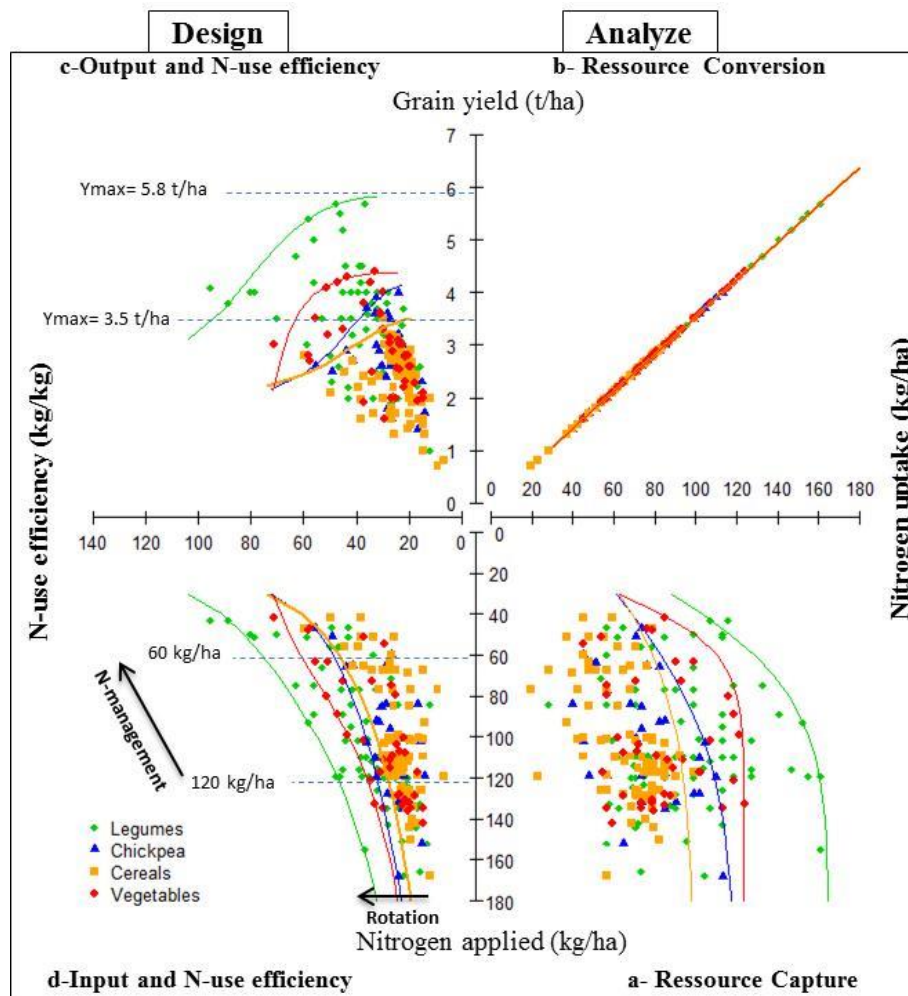 Design
Analyze
c-Output and N-use efficiency
b- Ressource Conversion
Grain yield (t/ha)
7
6
5
4
3
2
1
0
Ymax= 5.8 t/ha
Ymax= 3.5 t/ha
N-use efficiency (kg/kg)
Nitrogen uptake (kg/ha)
0 20 40 60 80 100 120 140 160 180
140 120 100 80 60 40 20 0
0
20
40
60
80
100
120
140
160
180
60 kg/ha
N-management
120 kg/ha
Legumes
Chickpea
Cereals
Vegetables
Rotation
Nitrogen applied (kg/ha)
d-Input and N-use efficiency
a- Ressource Capture